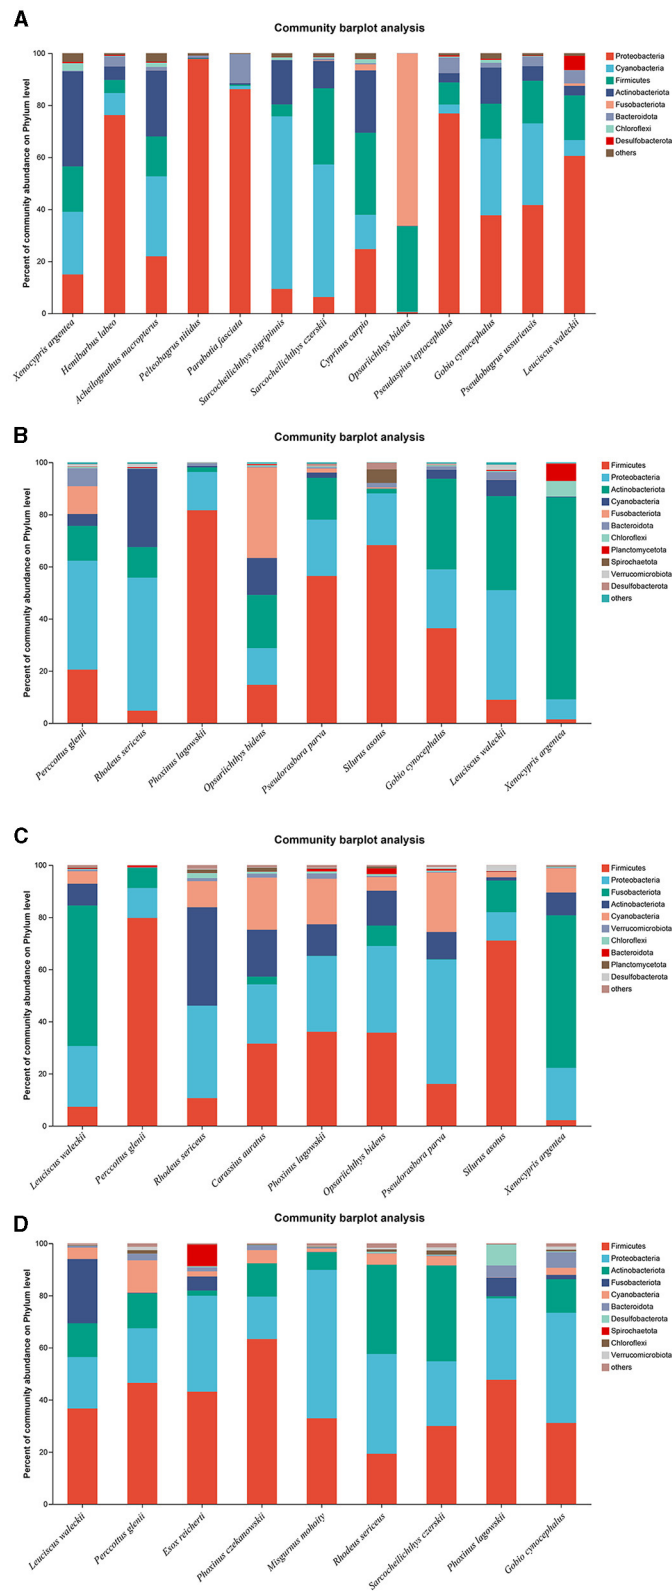 A
Community barplot analysis
Percent of community abundance on Phylum level
100
80
60
40
20
0
Xenocypris argentea
Hemibarbus labeo
Acheilognathus macropterus
Pelteobagrus nitidus
Parabotia fasciata
Sarcocheilichthys nigripinnis
Sarcocheilichthys czerskii
Cyprinus carpio
Opsariichthys bidens
Pseudaspius leptocephalus
Gobio cynocephalus
Pseudobagrus ussuriensis
Leuciscus waleckii
Proteobacteria
Cyanobacteria
Firmicutes
Actinobacteriota
Fusobacteriota
Bacteroidota
Chloroflexi
Desulfobacterota
others
B
Community barplot analysis
Percent of community abundance on Phylum level
100
80
60
40
20
0
Perccottus glenii
Rhodeus sericeus
Phoxinus lagowskii
Opsariichthys bidens
Pseudorasbora parva
Silurus asotus
Gobio cynocephalus
Leuciscus waleckii
Xenocypris argentea
Firmicutes
Proteobacteria
Actinobacteriota
Cyanobacteria
Fusobacteriota
Bacteroidota
Chloroflexi
Planctomycetota
Spirochaetota
Verrucomicrobiota
Desulfobacterota
others
C
Community barplot analysis
Percent of community abundance on Phylum level
100
80
60
40
20
0
Leuciscus waleckii
Perccottus glenii
Rhodeus sericeus
Carassius auratus
Phoxinus lagowskii
Opsariichthys bidens
Pseudorasbora parva
Silurus asotus
Xenocypris argentea
Firmicutes
Proteobacteria
Fusobacteriota
Actinobacteriota
Cyanobacteria
Verrucomicrobiota
Chloroflexi
Bacteroidota
Planctomycetota
Desulfobacterota
others
D
Community barplot analysis
Percent of community abundance on Phylum level
100
80
60
40
20
0
Leuciscus waleckii
Perccottus glenii
Esox reicherti
Phoxinus czekanowskii
Misgurnus mohoity
Rhodeus sericeus
Sarcocheilichthys czerskii
Phoxinus lagowskii
Gobio cynocephalus
Firmicutes
Proteobacteria
Actinobacteriota
Fusobacteriota
Cyanobacteria
Bacteroidota
Desulfobacterota
Spirochaetota
Chloroflexi
Verrucomicrobiota
others